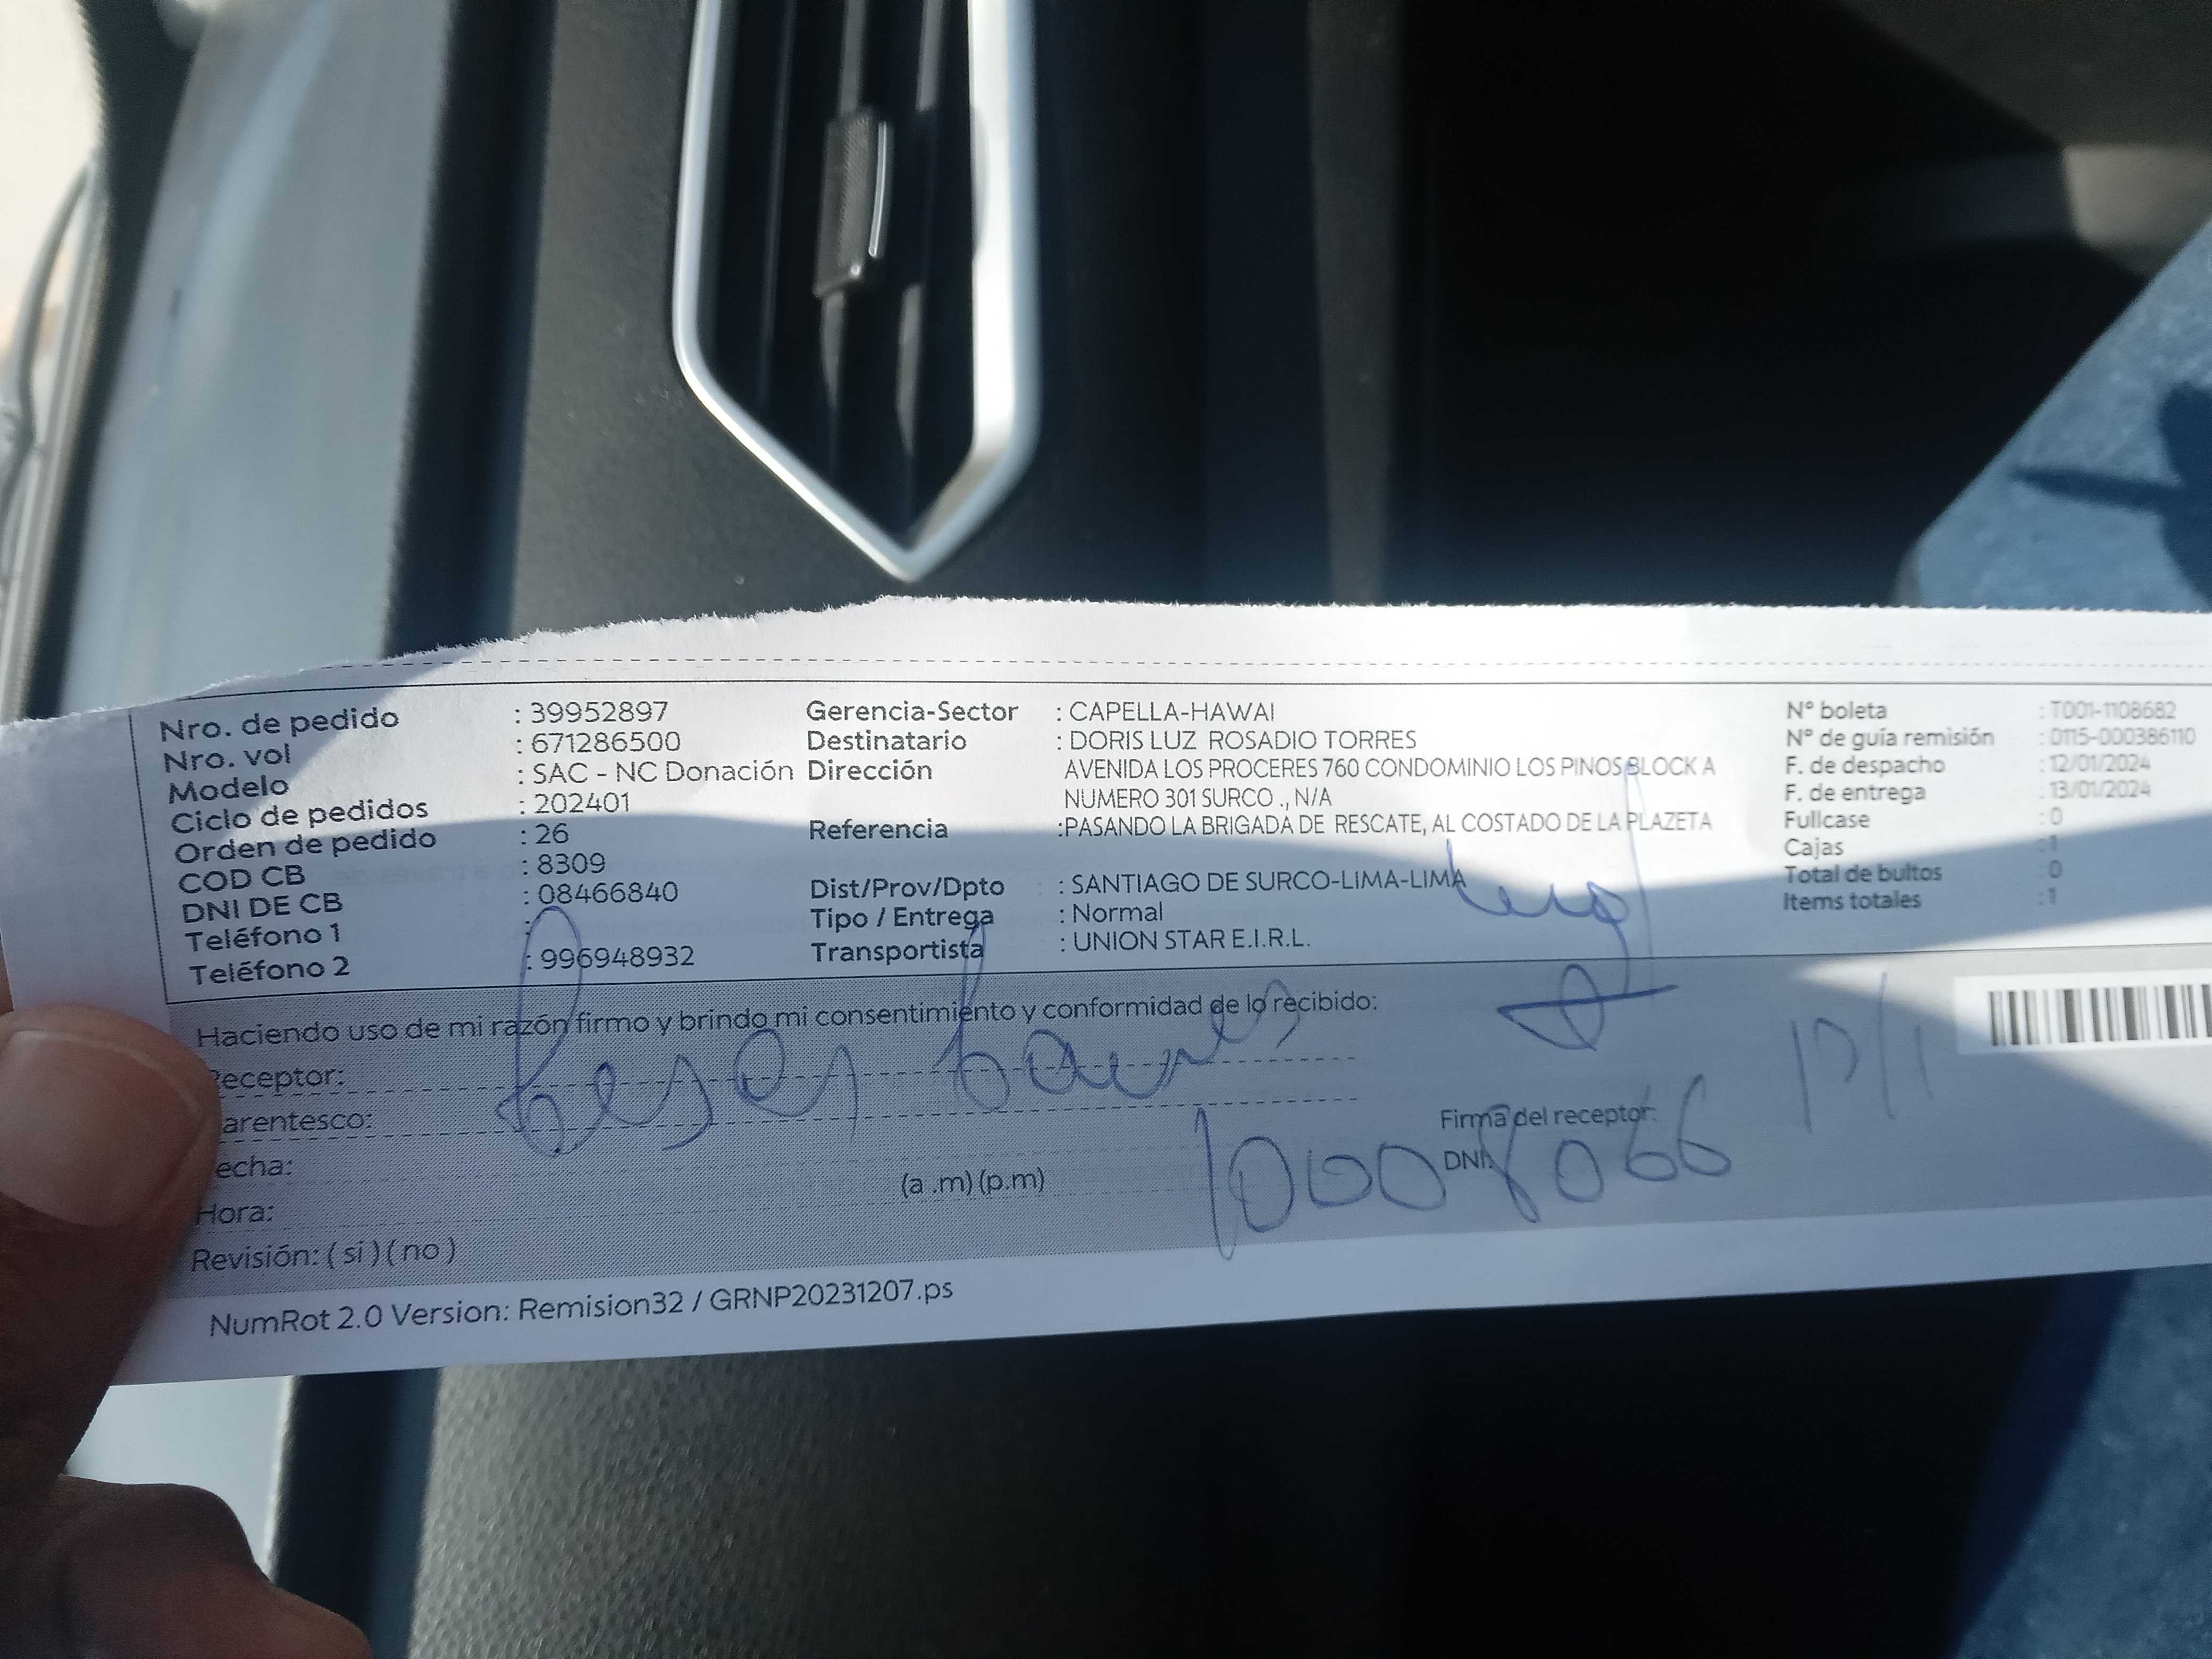 Nro. de pedido : 39952897
Nro. vol : 671286500
Modelo : SAC - NC Donación
Ciclo de pedidos : 202401
Orden de pedido : 26
COD CB : 8309
DNI DE CB : 08466840
Teléfono 1 :
Teléfono 2 : 996948932
Gerencia-Sector : CAPELLA-HAWAI
Destinatario : DORIS LUZ ROSADIO TORRES
Dirección AVENIDA LOS PROCERES 760 CONDOMINIO LOS PINOS BLOCK A
NUMERO 301 SURCO ., N/A
Referencia :PASANDO LA BRIGADA DE RESCATE, AL COSTADO DE LA PLAZETA
Dist/Prov/Dpto : SANTIAGO DE SURCO-LIMA-LIMA
Tipo / Entrega : Normal
Transportista : UNION STAR E.I.R.L.
N° boleta : T001-1108682
N° de guía remisión : 0115-000386110
F. de despacho : 12/01/2024
F. de entrega : 13/01/2024
Fullcase : 0
Cajas : 1
Total de bultos : 0
Items totales : 1
Haciendo uso de mi razón firmo y brindo mi consentimiento y conformidad de lo recibido:
eceptor:
arentesco:
echa:
Hora: (a .m) (p.m)
Revisión: ( si ) ( no )
Firma del receptor:
DNI: 10008066
NumRot 2.0 Version: Remision32 / GRNP20231207.ps